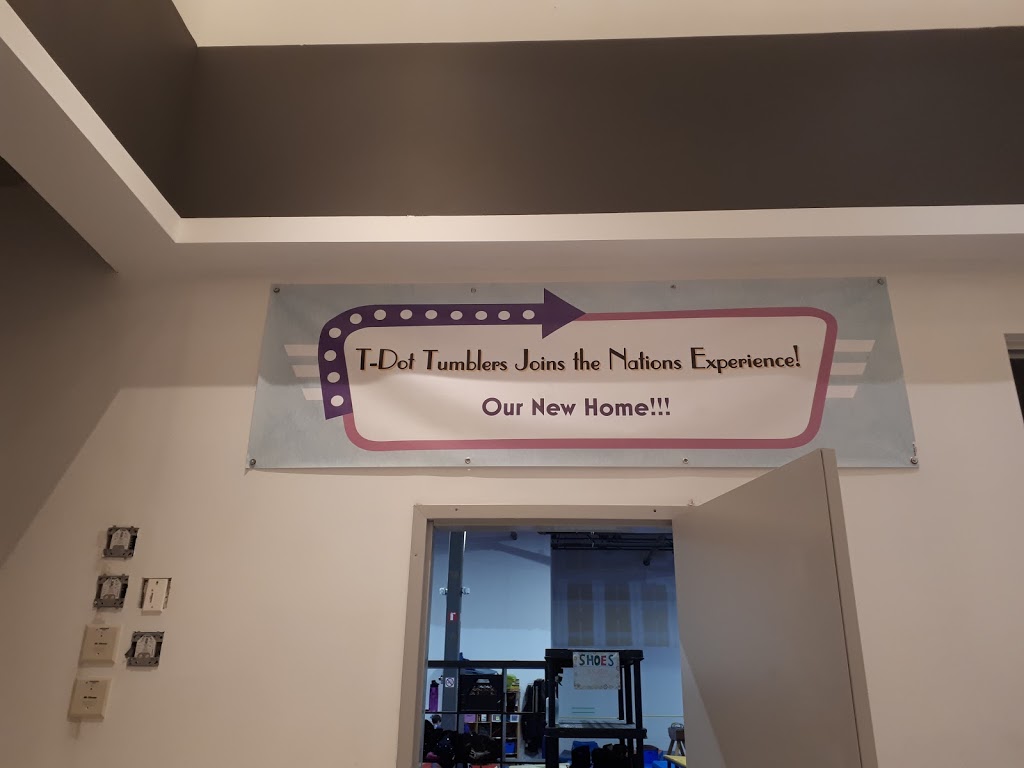 T-Dot Tumblers Joins the Nations Experience!
Our New Home!!!
SHOES